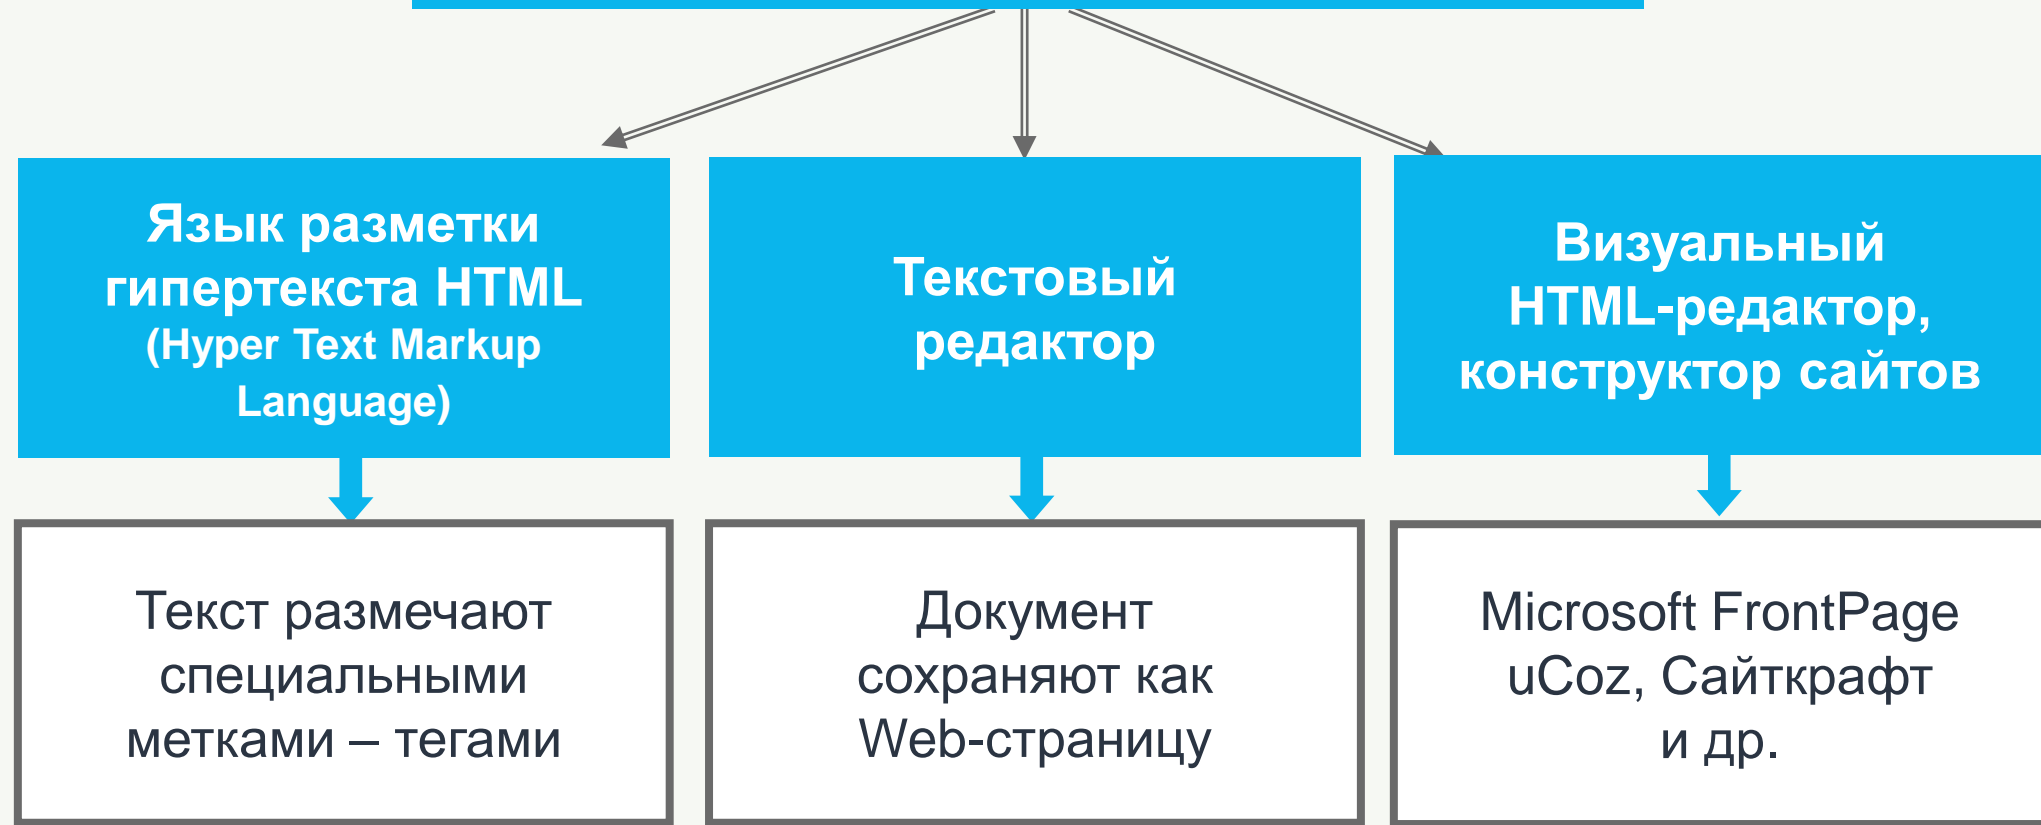 Язык разметки
гипертекста HTML
(Hyper Text Markup
Language)
Текстовый
редактор
Визуальный
HTML-редактор,
конструктор сайтов
Текст размечают
специальными
метками – тегами
Документ
сохраняют как
Web-страницу
Microsoft FrontPage
uCoz, Сайткрафт
и др.